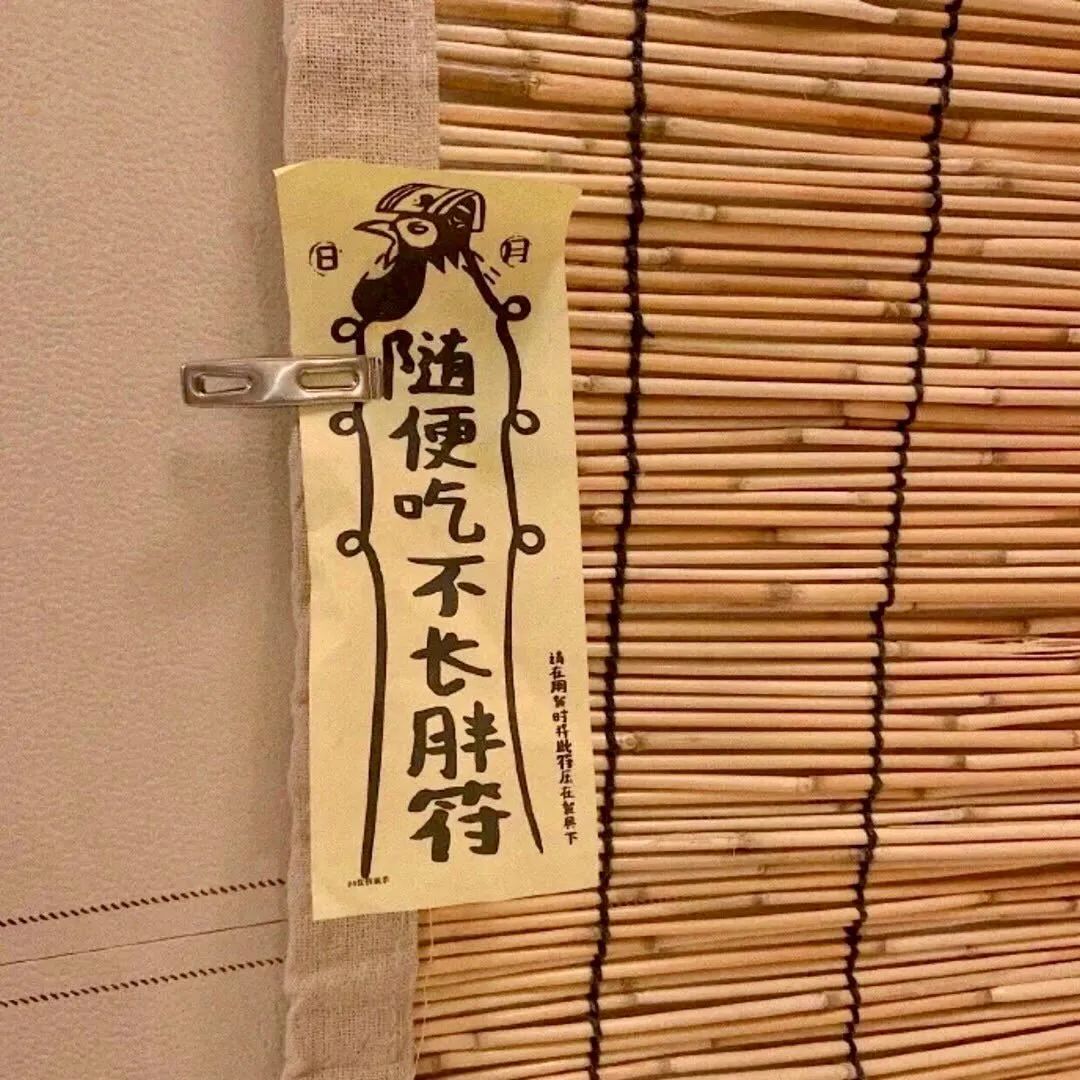 日
月
随便吃不长胖符
请在用餐时将此符压在餐具下